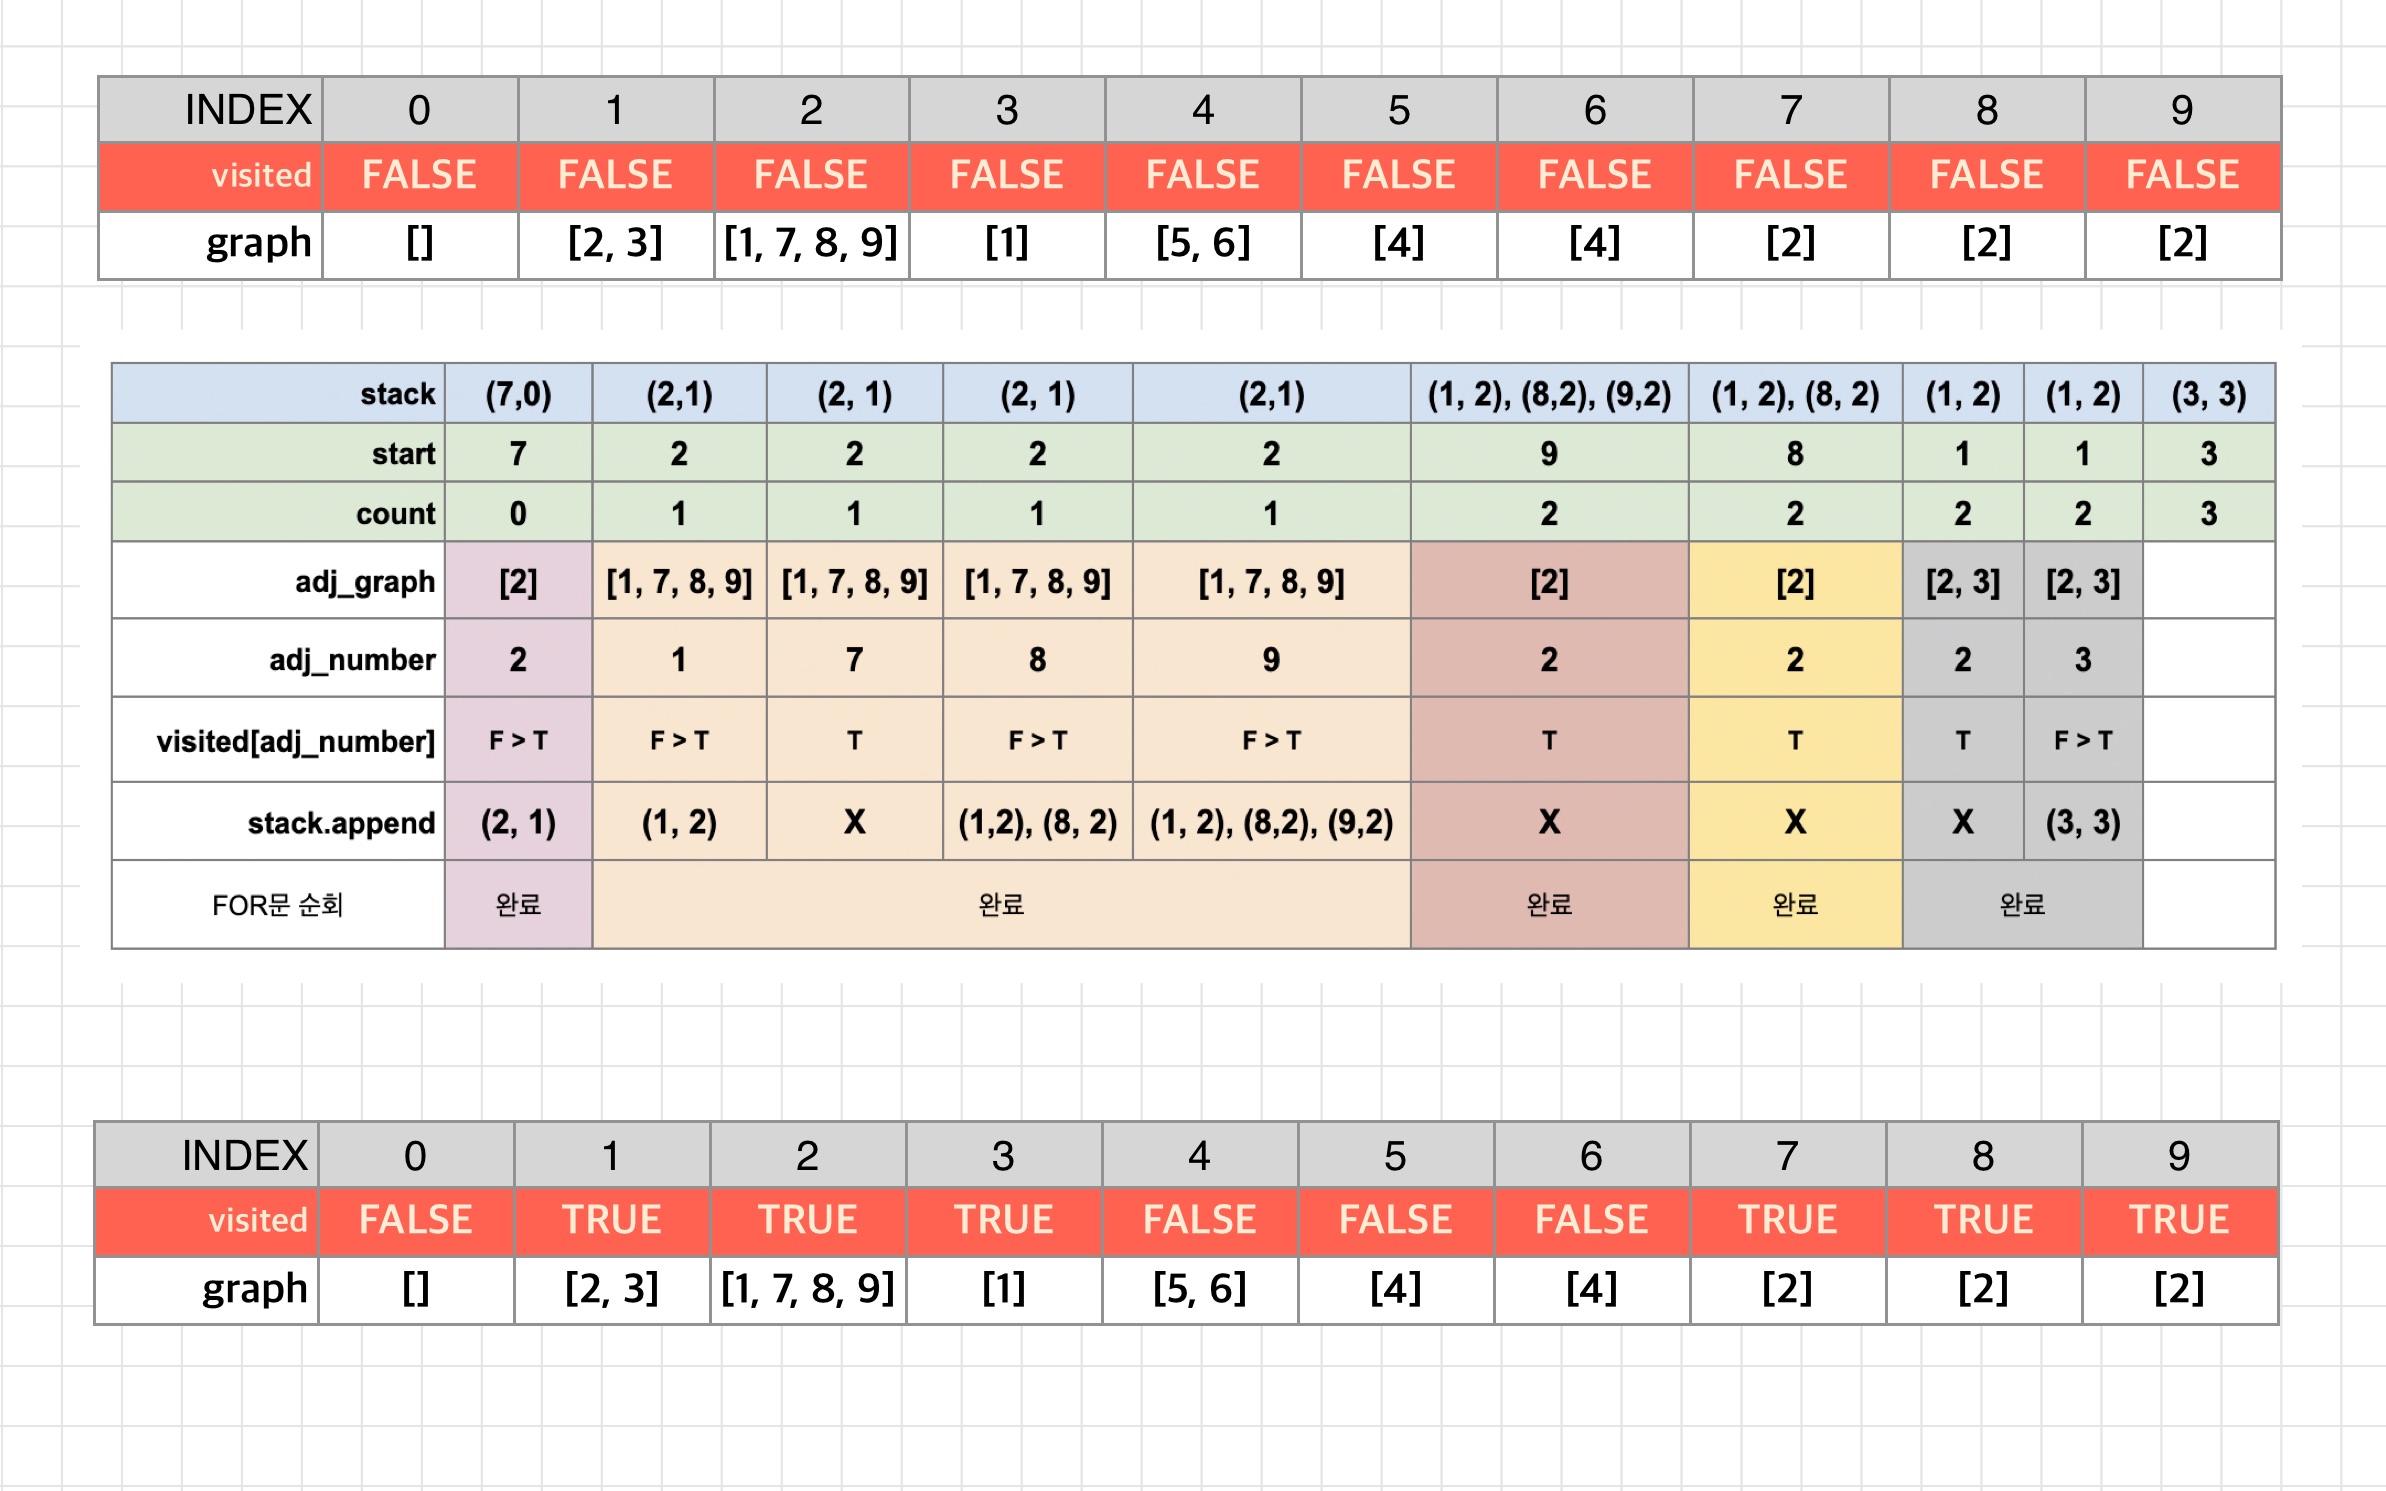 INDEX 0 1 2 3 4 5 6 7 8 9
visited FALSE FALSE FALSE FALSE FALSE FALSE FALSE FALSE FALSE FALSE
graph [] [2, 3] [1, 7, 8, 9] [1] [5, 6] [4] [4] [2] [2] [2]
stack (7,0) (2,1) (2, 1) (2, 1) (2,1) (1, 2), (8,2), (9,2) (1, 2), (8, 2) (1, 2) (1, 2) (3, 3)
start 7 2 2 2 2 9 8 1 1 3
count 0 1 1 1 1 2 2 2 2 3
adj_graph [2] [1, 7, 8, 9] [1, 7, 8, 9] [1, 7, 8, 9] [1, 7, 8, 9] [2] [2] [2, 3] [2, 3]
adj_number 2 1 7 8 9 2 2 2 3
visited[adj_number] F > T F > T T F > T F > T T T T F > T
stack.append (2, 1) (1, 2) X (1,2), (8, 2) (1, 2), (8,2), (9,2) X X X (3, 3)
FOR문 순회 완료 완료 완료 완료 완료
INDEX 0 1 2 3 4 5 6 7 8 9
visited FALSE TRUE TRUE TRUE FALSE FALSE FALSE TRUE TRUE TRUE
graph [] [2, 3] [1, 7, 8, 9] [1] [5, 6] [4] [4] [2] [2] [2]